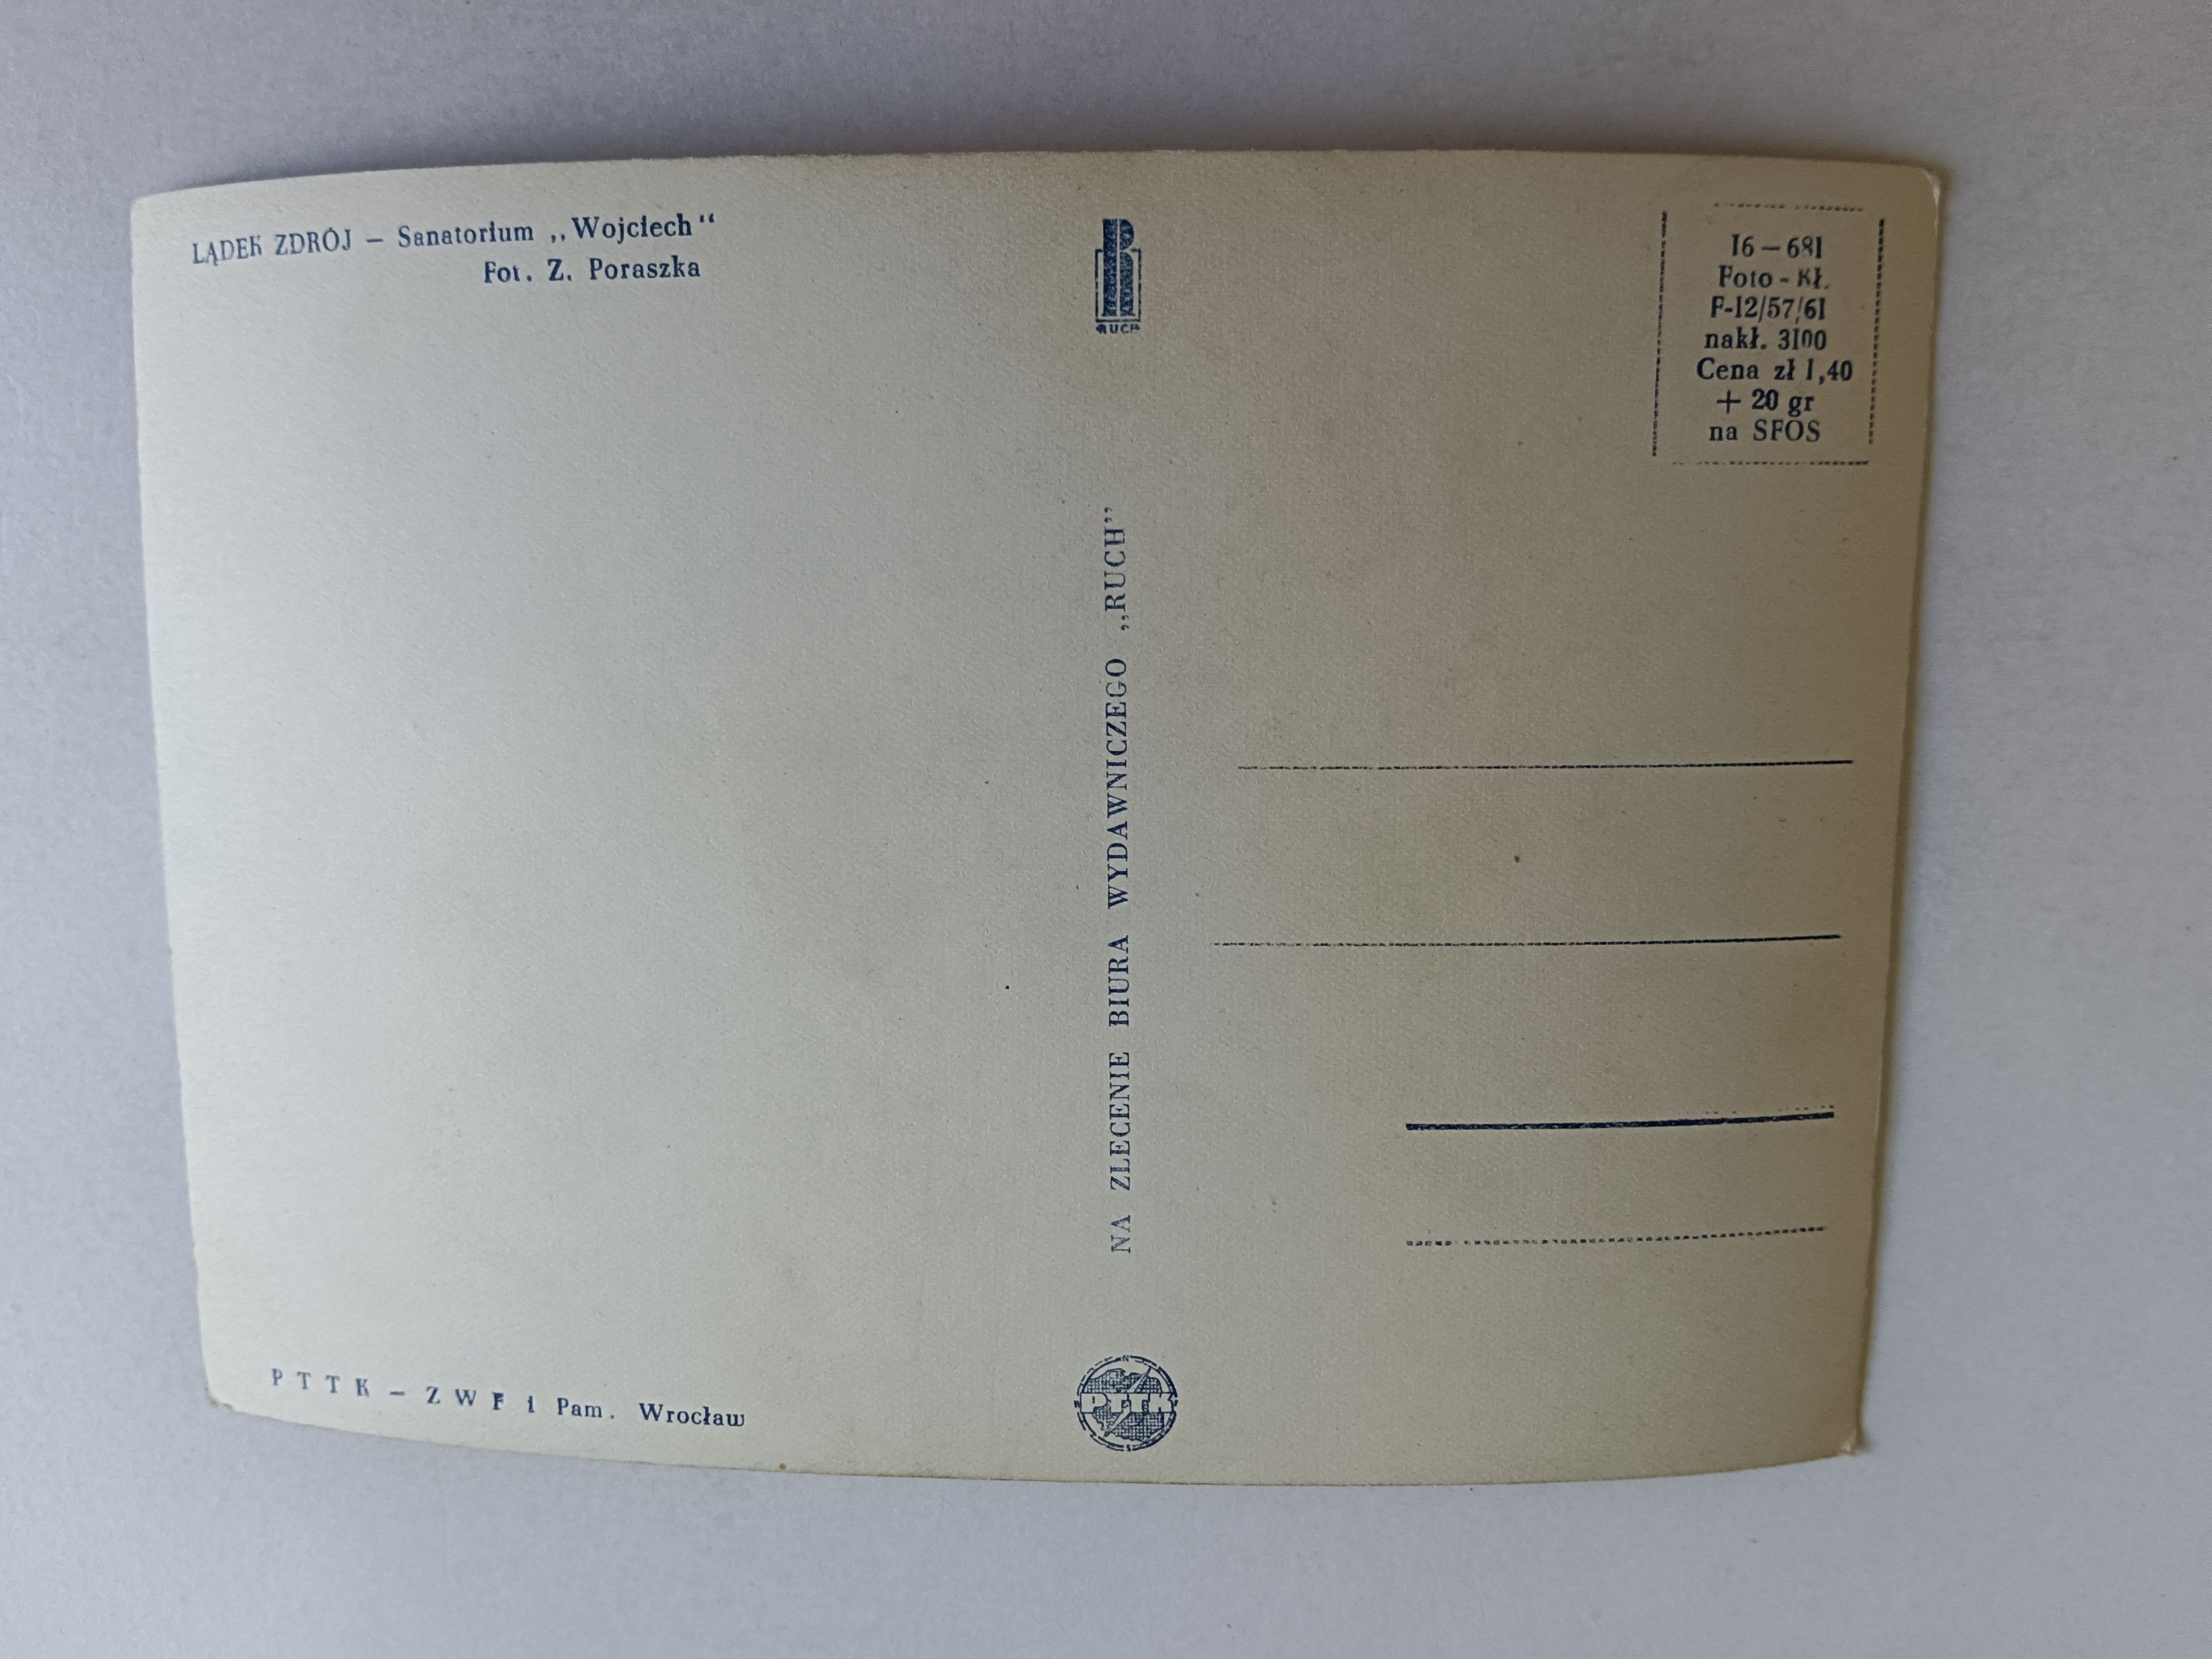 LĄDEK ZDRÓJ – Sanatorium ,,Wojciech“
Fot. Z. Poraszka
RUCH
16 – 681
Foto - Kł.
F-12/57/61
nakł. 3100
Cena zł 1,40
+ 20 gr
na SFOS
NA ZLECENIE BIURA WYDAWNICZEGO ,,RUCH”
PTTK – ZWF i Pam. Wrocław
PTTK